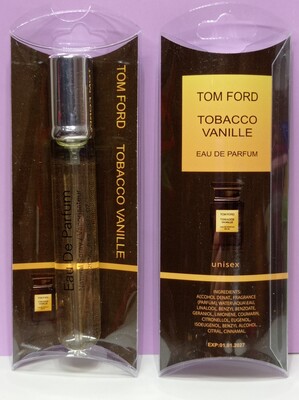 TOM FORD TOBACCO VANILLE
Eau De Parfum
TOM FORD
TOBACCO
VANILLE
EAU DE PARFUM
TOM FORD
unisex
INGREDIENTS:
ALCOHOL DENAT., FRAGRANCE
(PARFUM), WATER\AQUA\EAU,
LINALOOL, BENZYL BENZOATE,
GERANIOL, LIMONENE, COUMARIN,
CITRONELLOL, EUGENOL,
ISOEUGENOL, BENZYL ALCOHOL,
CITRAL, CINNAMAL.
EXP:01.01.2027